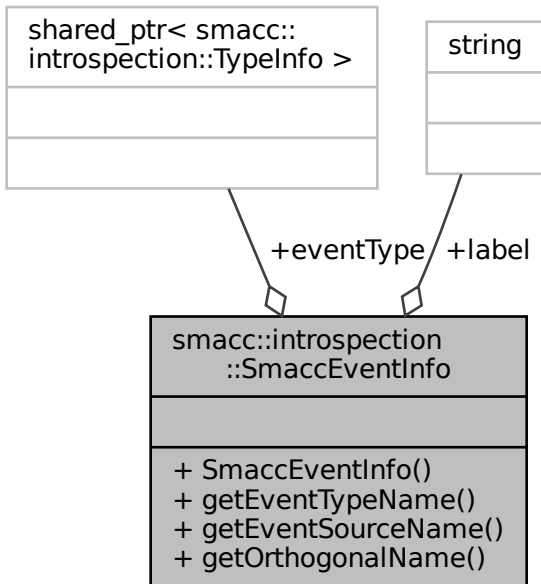 shared_ptr< smacc::
introspection::TypeInfo >
string
+eventType
+label
smacc::introspection
::SmaccEventInfo
+ SmaccEventInfo()
+ getEventTypeName()
+ getEventSourceName()
+ getOrthogonalName()